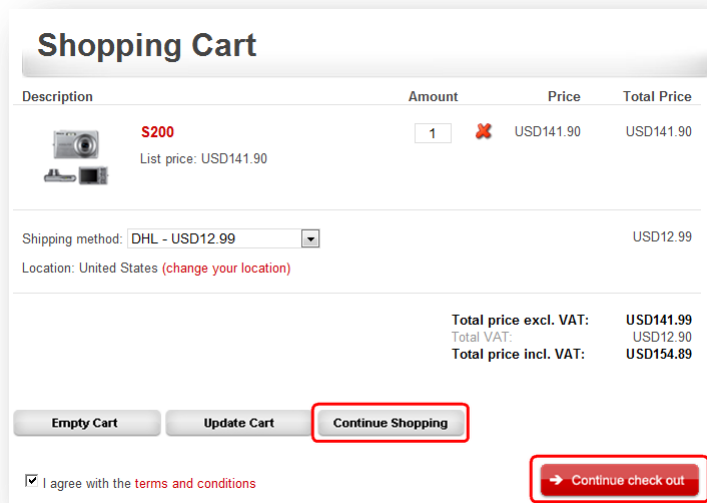 Shopping Cart
Description Amount Price Total Price
S200 1 USD141.90 USD141.90
List price: USD141.90
Shipping method: DHL - USD12.99 USD12.99
Location: United States (change your location)
Total price excl. VAT: USD141.99
Total VAT: USD12.90
Total price incl. VAT: USD154.89
Empty Cart Update Cart Continue Shopping
I agree with the terms and conditions Continue check out